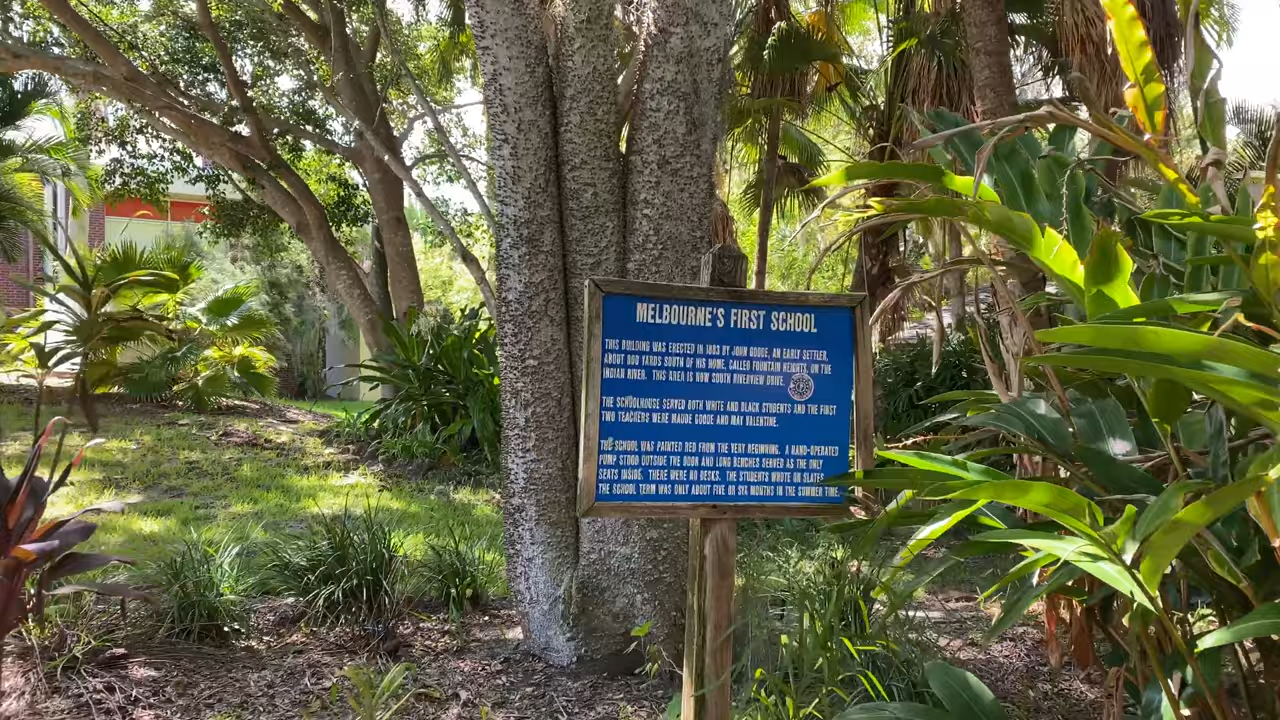 MELBOURNE'S FIRST SCHOOL
THIS BUILDING WAS ERECTED IN 1883 BY JOHN GOODE, AN EARLY SETTLER,
ABOUT 800 YARDS SOUTH OF HIS HOME, CALLED FOUNTAIN HEIGHTS, ON THE
INDIAN RIVER. THIS AREA IS NOW SOUTH RIVERVIEW DRIVE.
THE SCHOOLHOUSE SERVED BOTH WHITE AND BLACK STUDENTS AND THE FIRST
TWO TEACHERS WERE MAUDE GOODE AND MAY VALENTINE.
THE SCHOOL WAS PAINTED RED FROM THE VERY BEGINNING. A HAND-OPERATED
PUMP STOOD OUTSIDE THE DOOR AND LONG BENCHES SERVED AS THE ONLY
SEATS INSIDE. THERE WERE NO DESKS. THE STUDENTS WROTE ON SLATES.
THE SCHOOL TERM WAS ONLY ABOUT FIVE OR SIX MONTHS IN THE SUMMER TIME.